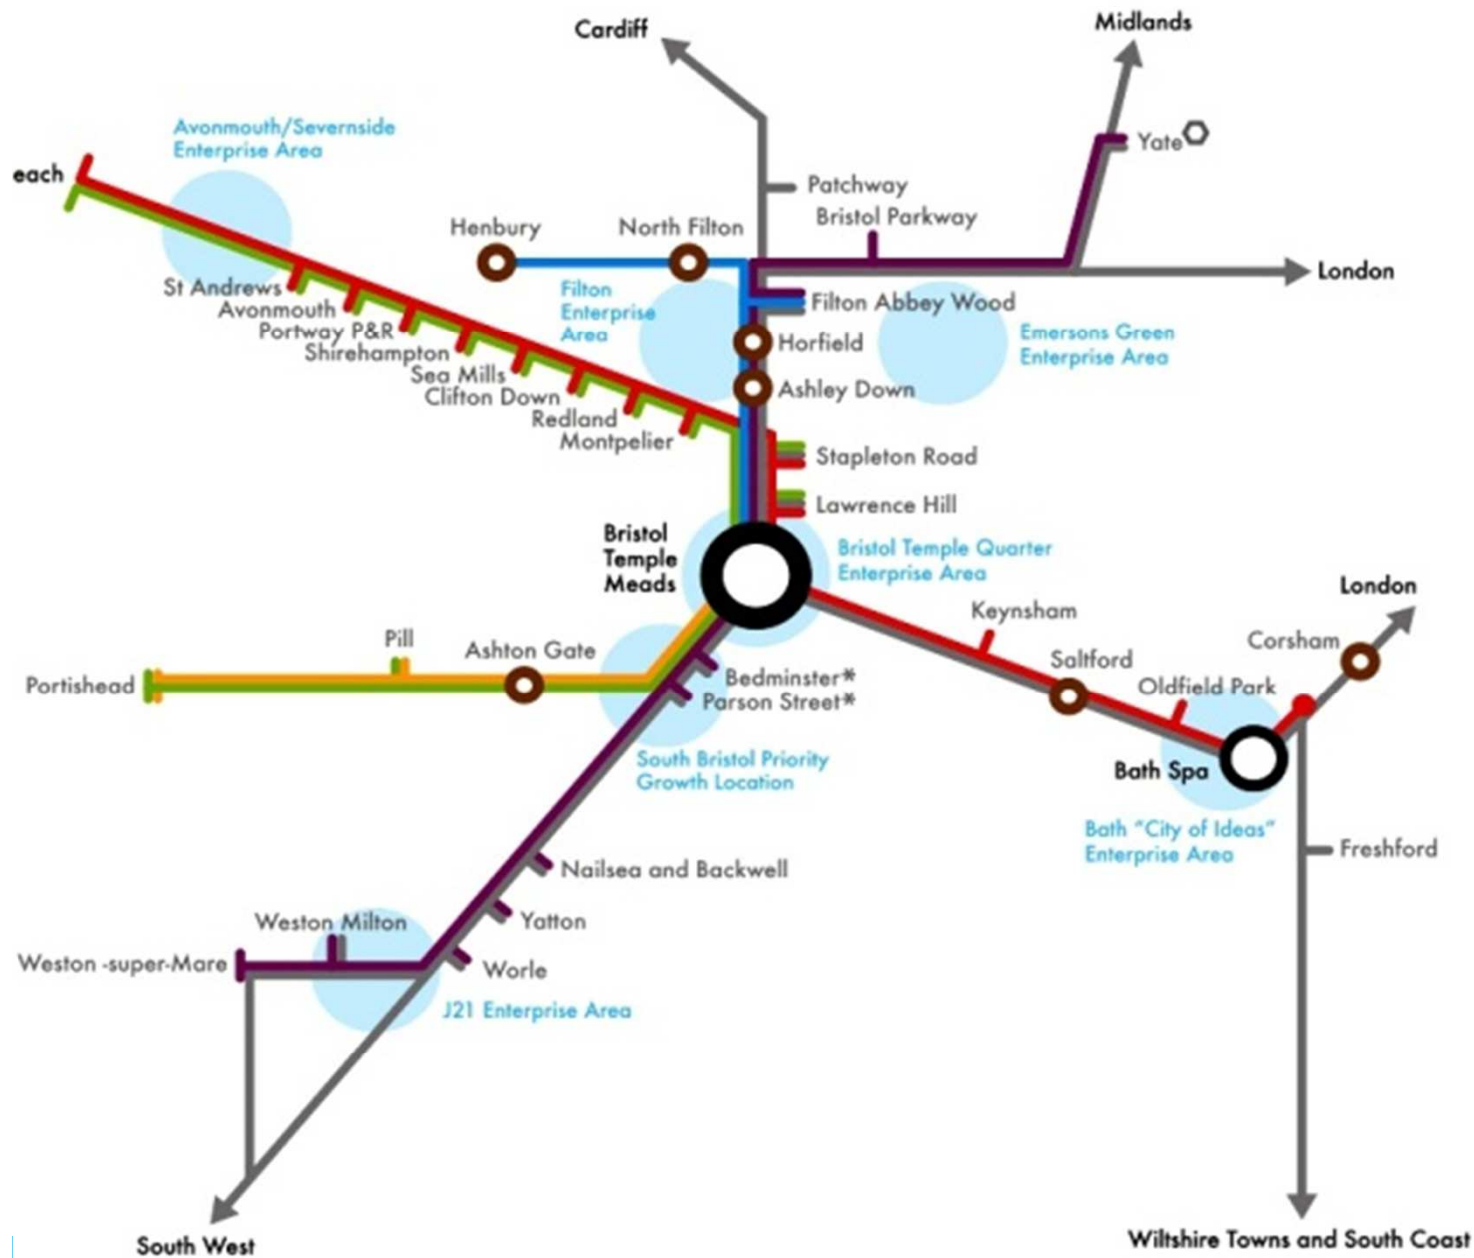 Cardiff
Midlands
Avonmouth/Severnside
Enterprise Area
Yate
each
Patchway
Bristol Parkway
Henbury
North Filton
London
St Andrews
Avonmouth
Portway P&R
Shirehampton
Sea Mills
Clifton Down
Redland
Montpelier
Filton
Enterprise
Area
Filton Abbey Wood
Horfield
Ashley Down
Emersons Green
Enterprise Area
Stapleton Road
Lawrence Hill
Bristol
Temple
Meads
Bristol Temple Quarter
Enterprise Area
London
Keynsham
Corsham
Saltford
Oldfield Park
Bath Spa
Pill
Ashton Gate
Portishead
Bedminster*
Parson Street*
South Bristol Priority
Growth Location
Bath "City of Ideas"
Enterprise Area
Freshford
Nailsea and Backwell
Yatton
Worle
Weston Milton
Weston -super-Mare
J21 Enterprise Area
South West
Wiltshire Towns and South Coast